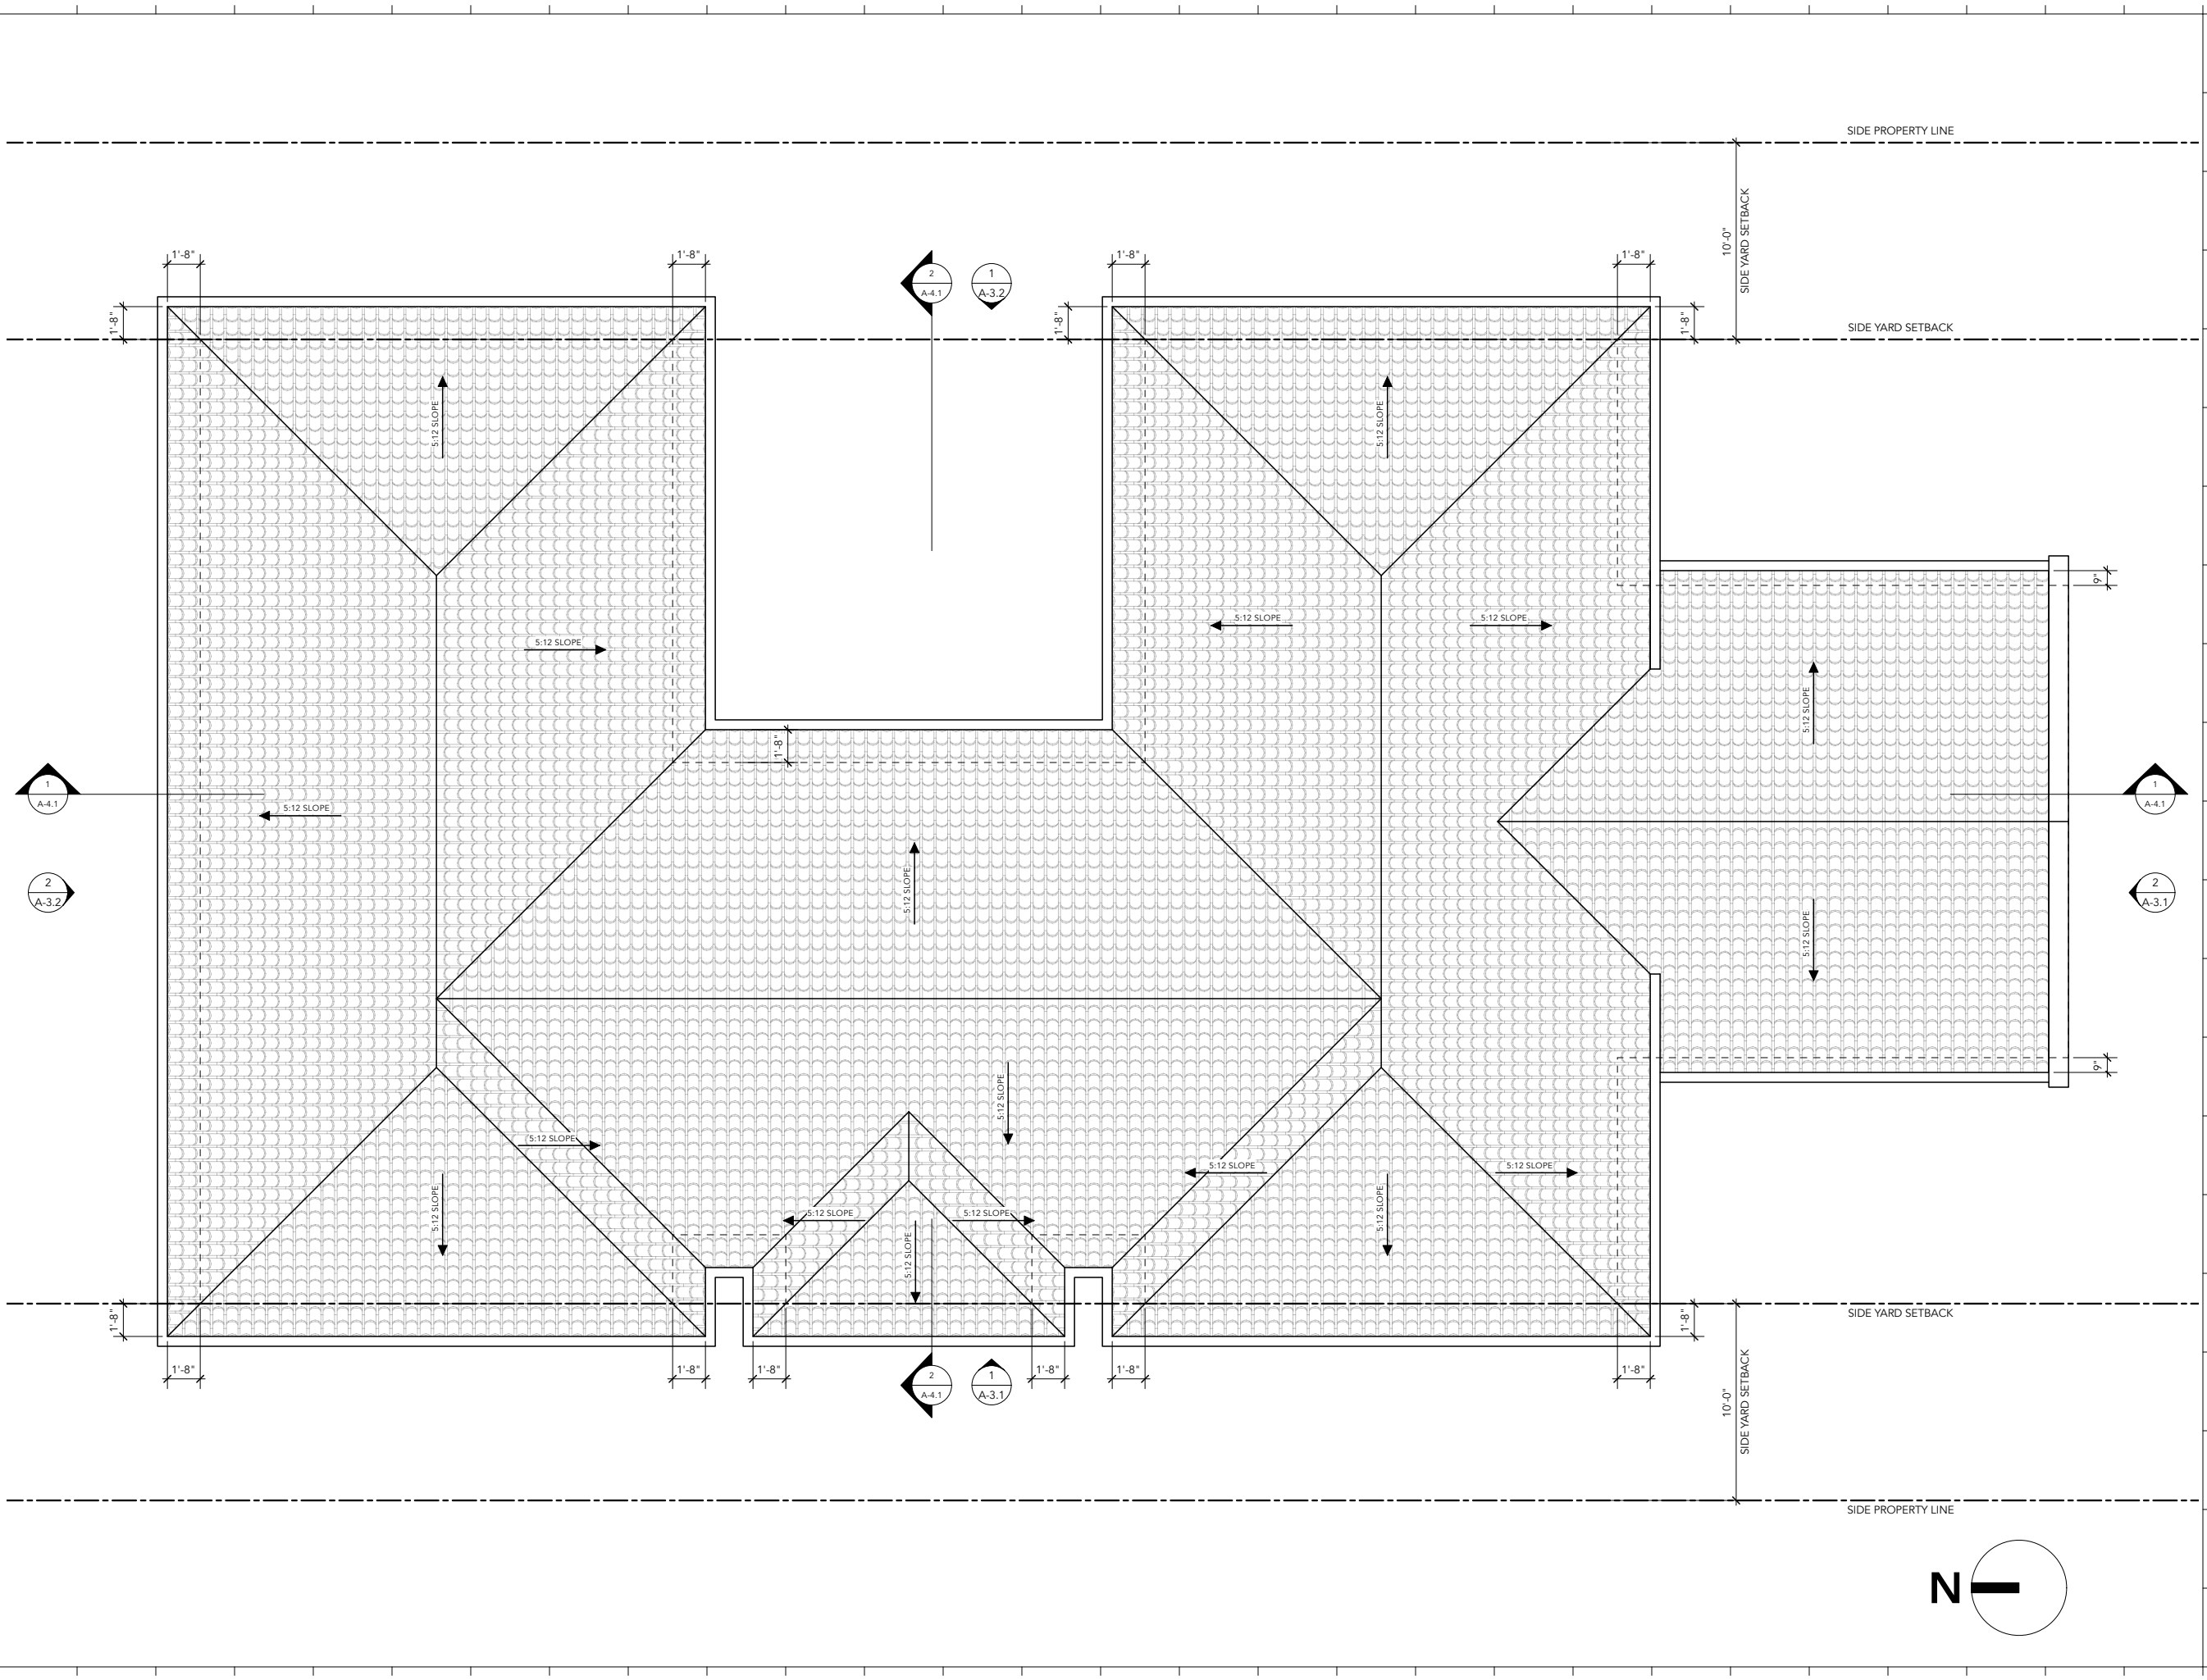 SIDE PROPERTY LINE
10'-0"
SIDE YARD SETBACK
1'-8"
1'-8"
2
A-4.1
1
A-3.2
1'-8"
1'-8"
1'-8"
1'-8"
1'-8"
SIDE YARD SETBACK
5:12 SLOPE
5:12 SLOPE
9"
5:12 SLOPE
5:12 SLOPE
5:12 SLOPE
5:12 SLOPE
1'-8"
1
A-4.1
5:12 SLOPE
1
A-4.1
2
A-3.2
5:12 SLOPE
5:12 SLOPE
2
A-3.1
9"
5:12 SLOPE
5:12 SLOPE
5:12 SLOPE
5:12 SLOPE
5:12 SLOPE
5:12 SLOPE
5:12 SLOPE
5:12 SLOPE
5:12 SLOPE
1'-8"
1'-8"
SIDE YARD SETBACK
1'-8"
1'-8"
1'-8"
2
A-4.1
1
A-3.1
1'-8"
1'-8"
1'-8"
10'-0"
SIDE YARD SETBACK
SIDE PROPERTY LINE
N